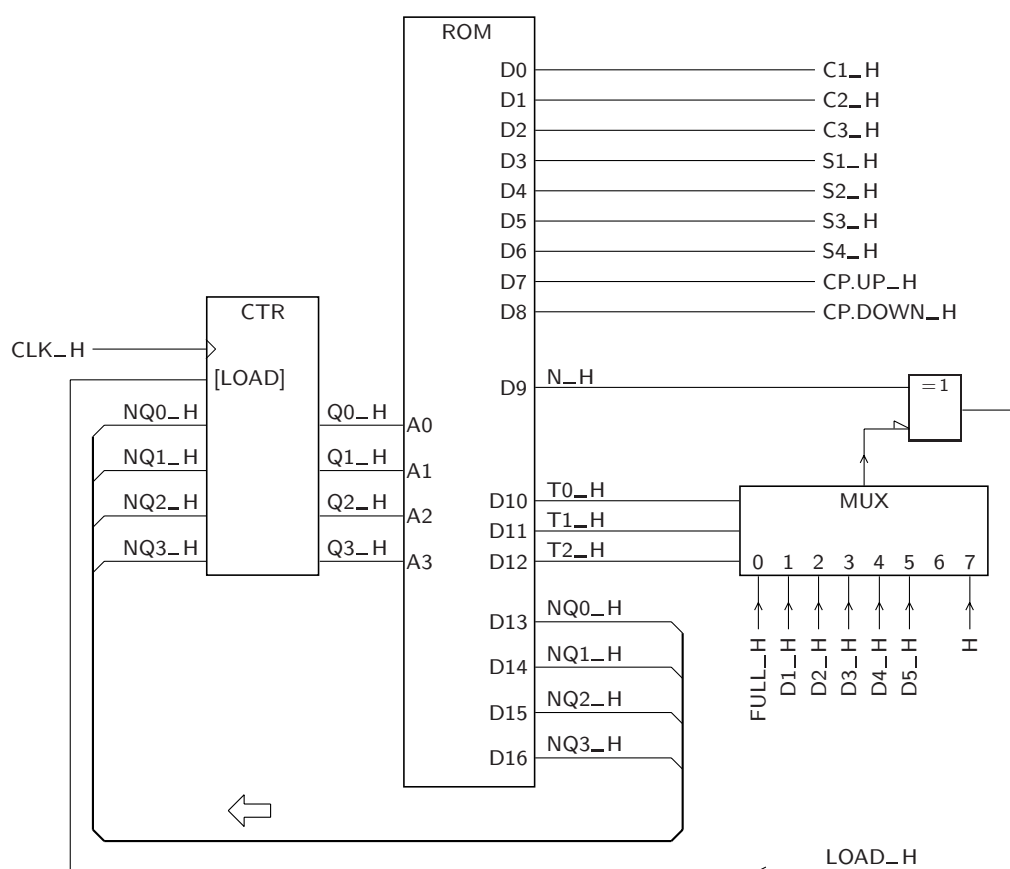 ROM
D0 C1_H
D1 C2_H
D2 C3_H
D3 S1_H
D4 S2_H
D5 S3_H
D6 S4_H
D7 CP.UP_H
CTR D8 CP.DOWN_H
CLK_H
[LOAD] D9 N_H =1
NQ0_H Q0_H A0
NQ1_H Q1_H A1
NQ2_H Q2_H A2 D10 T0_H MUX
D11 T1_H
NQ3_H Q3_H A3 D12 T2_H 0 1 2 3 4 5 6 7
D13 NQ0_H
FULL_H D1_H D2_H D3_H D4_H D5_H H
D14 NQ1_H
D15 NQ2_H
D16 NQ3_H
LOAD_H